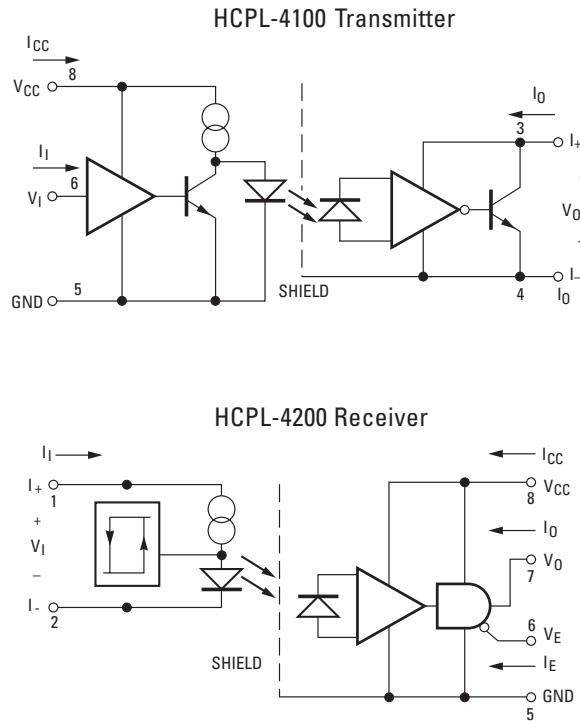 HCPL-4100 Transmitter
ICC
8
VCC
II
6
VI
5
GND
SHIELD
IO
3
I+
VO
I–
4
IO
HCPL-4200 Receiver
II
I+
1
+
VI
–
I-
2
SHIELD
ICC
VCC
8
IO
VO
7
6
VE
IE
GND
5